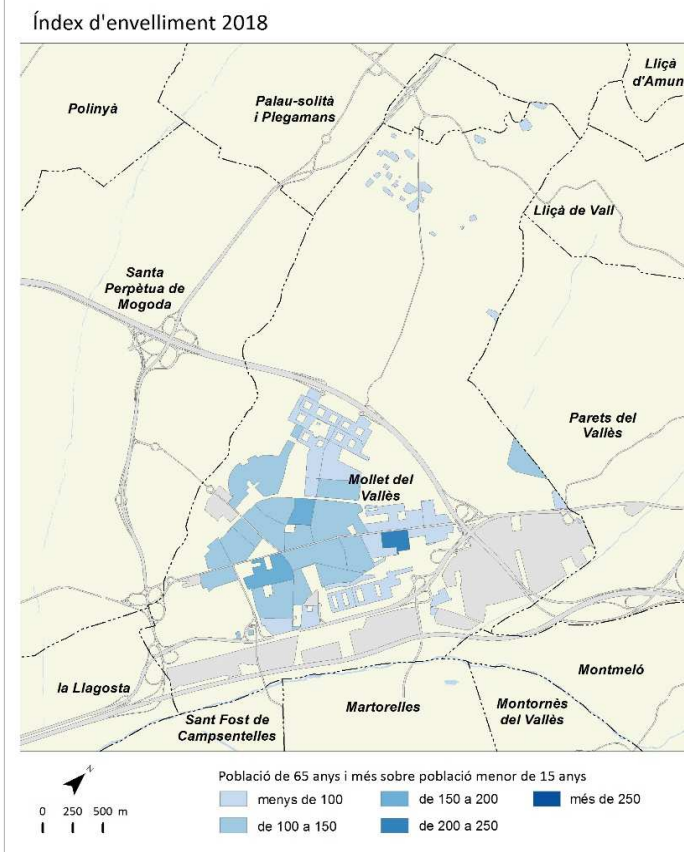 Índex d'envelliment 2018
Lliçà
d'Amun
Polinyà
Palau-solità
i Plegamans
Lliçà de Vall
Santa
Perpètua de
Mogoda
Parets del
Vallès
Mollet del
Vallès
la Llagosta
Sant Fost de
Campsentelles
Martorelles
Montornès
del Vallès
Montmeló
N
0 250 500 m
Població de 65 anys i més sobre població menor de 15 anys
menys de 100
de 150 a 200
més de 250
de 100 a 150
de 200 a 250